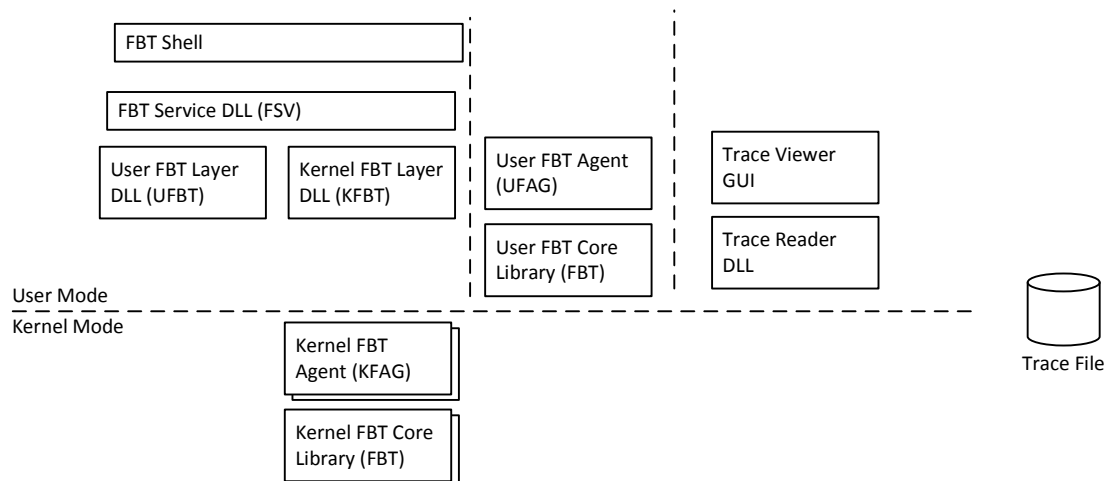 FBT Shell
FBT Service DLL (FSV)
User FBT Layer
DLL (UFBT)
Kernel FBT Layer
DLL (KFBT)
User FBT Agent
(UFAG)
User FBT Core
Library (FBT)
Trace Viewer
GUI
Trace Reader
DLL
User Mode
Kernel Mode
Kernel FBT
Agent (KFAG)
Kernel FBT Core
Library (FBT)
Trace File